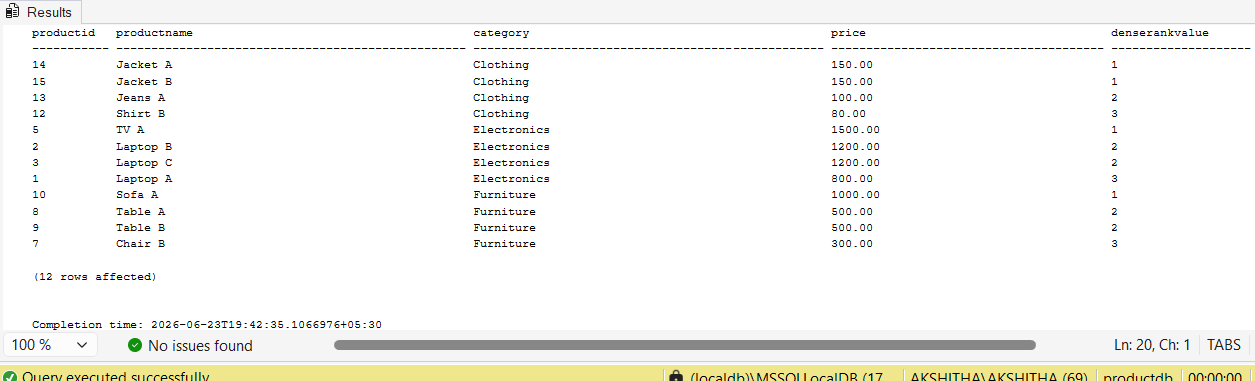 Results
productid productname category price denserankvalue
----------- -------------------------------------------------- -------------------------------------------------- --------------------------------------- --------------------
14 Jacket A Clothing 150.00 1
15 Jacket B Clothing 150.00 1
13 Jeans A Clothing 100.00 2
12 Shirt B Clothing 80.00 3
5 TV A Electronics 1500.00 1
2 Laptop B Electronics 1200.00 2
3 Laptop C Electronics 1200.00 2
1 Laptop A Electronics 800.00 3
10 Sofa A Furniture 1000.00 1
8 Table A Furniture 500.00 2
9 Table B Furniture 500.00 2
7 Chair B Furniture 300.00 3
(12 rows affected)
Completion time: 2026-06-23T19:42:35.1066976+05:30
100 % No issues found Ln: 20, Ch: 1 TABS
Query executed successfully (localdb)\MSSQLLocalDB (17 AKSHITHA\AKSHITHA (69) productdb 00:00:00